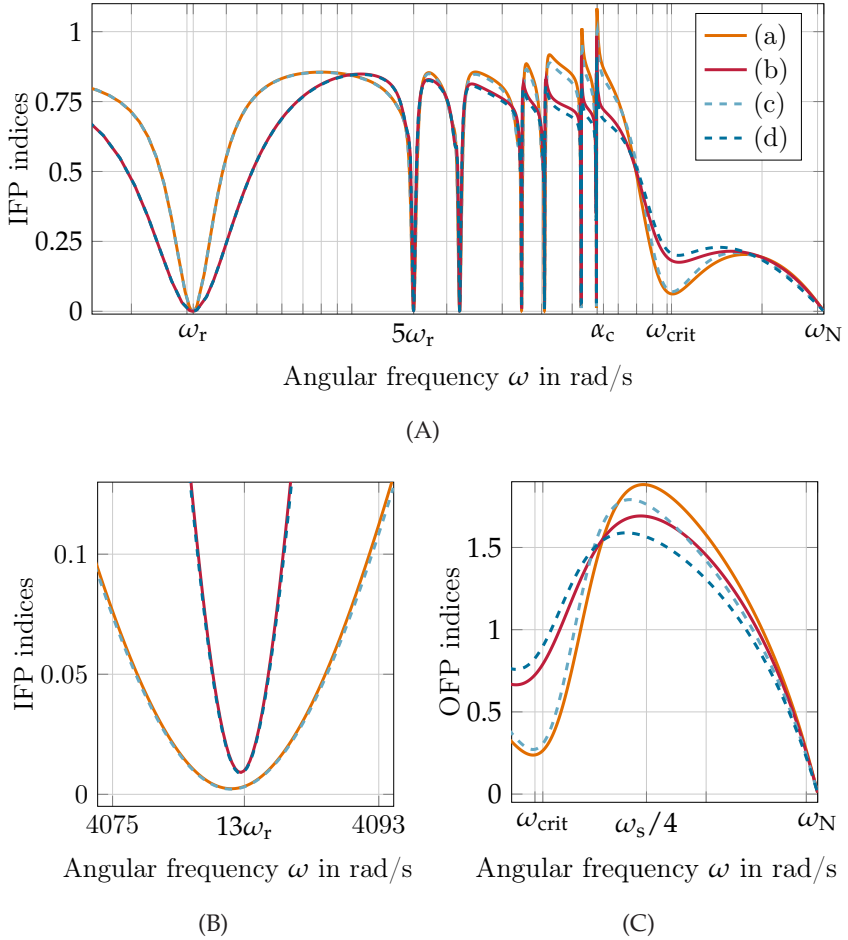 1
0.75
0.5
0.25
0
IFP indices
(a)
(b)
(c)
(d)
ωr 5ωr αc ωcrit ωN
Angular frequency ω in rad/s
(A)
0.1
0.05
0
IFP indices
4075 13ωr 4093
Angular frequency ω in rad/s
(B)
1.5
1
0.5
0
OFP indices
ωcrit ωs/4 ωN
Angular frequency ω in rad/s
(C)